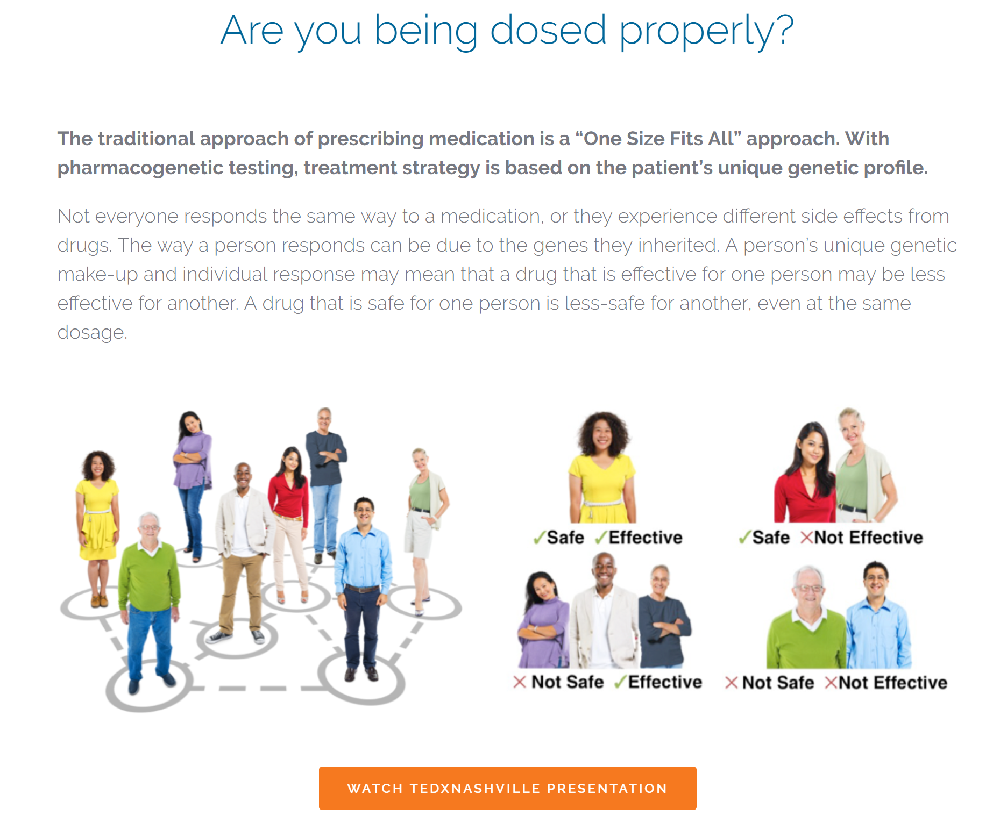 Are you being dosed properly?
The traditional approach of prescribing medication is a “One Size Fits All” approach. With
pharmacogenetic testing, treatment strategy is based on the patient’s unique genetic profile.
Not everyone responds the same way to a medication, or they experience different side effects from
drugs. The way a person responds can be due to the genes they inherited. A person’s unique genetic
make-up and individual response may mean that a drug that is effective for one person may be less
effective for another. A drug that is safe for one person is less-safe for another, even at the same
dosage.
✓Safe ✓Effective
✓Safe ✕Not Effective
✕ Not Safe ✓Effective
✕ Not Safe ✕Not Effective
WATCH TEDXNASHVILLE PRESENTATION